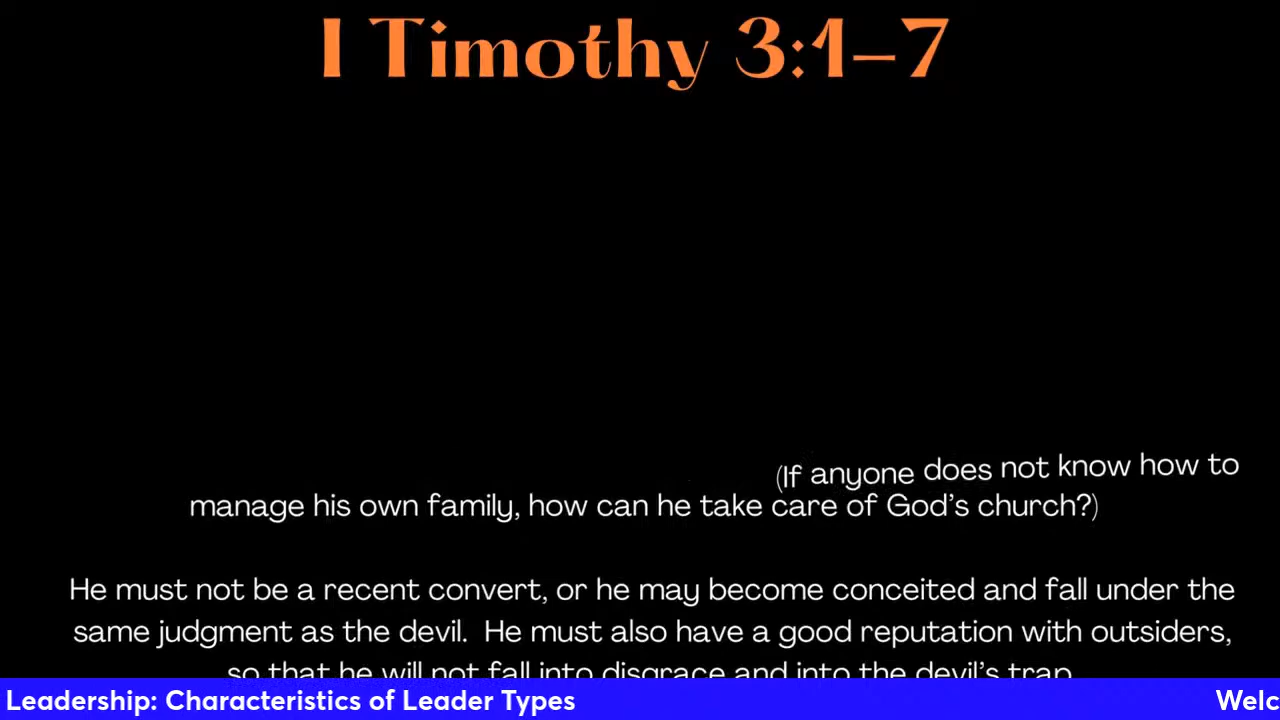 I Timothy 3:1–7
(If anyone does not know how to
manage his own family, how can he take care of God's church?)
He must not be a recent convert, or he may become conceited and fall under the
same judgment as the devil. He must also have a good reputation with outsiders,
so that he will not fall into disgrace and into the devil's trap.
Leadership: Characteristics of Leader Types
Welc